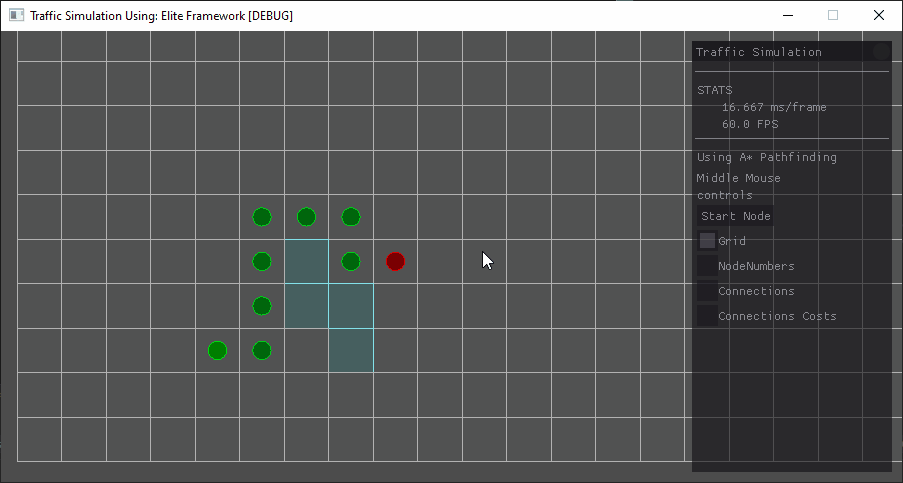 Traffic Simulation Using: Elite Framework [DEBUG]
Traffic Simulation
STATS
16.667 ms/frame
60.0 FPS
Using A* Pathfinding
Middle Mouse
controls
Start Node
Grid
NodeNumbers
Connections
Connections Costs